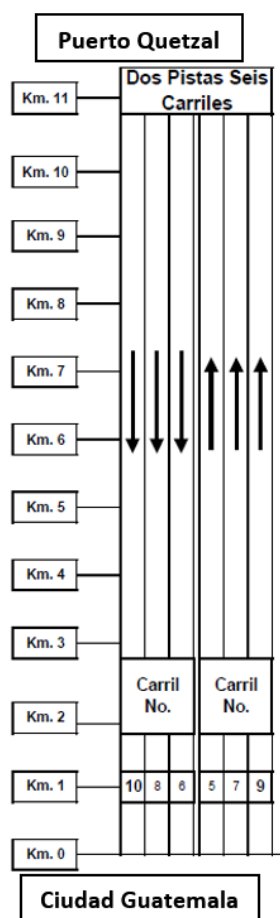 Puerto Quetzal
Dos Pistas Seis
Carriles
Km. 11
Km. 10
Km. 9
Km. 8
Km. 7
Km. 6
Km. 5
Km. 4
Km. 3
Carril
No.
Carril
No.
Km. 2
Km. 1
10 8 6 5 7 9
Km. 0
Ciudad Guatemala